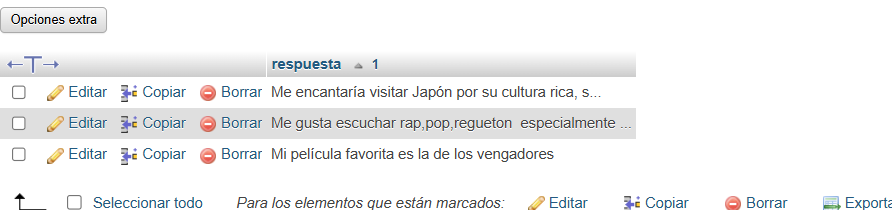 Opciones extra
←T→ respuesta 1
Editar Copiar Borrar Me encantaría visitar Japón por su cultura rica, s...
Editar Copiar Borrar Me gusta escuchar rap,pop,regueton especialmente ...
Editar Copiar Borrar Mi película favorita es la de los vengadores
Seleccionar todo Para los elementos que están marcados: Editar Copiar Borrar Exporta